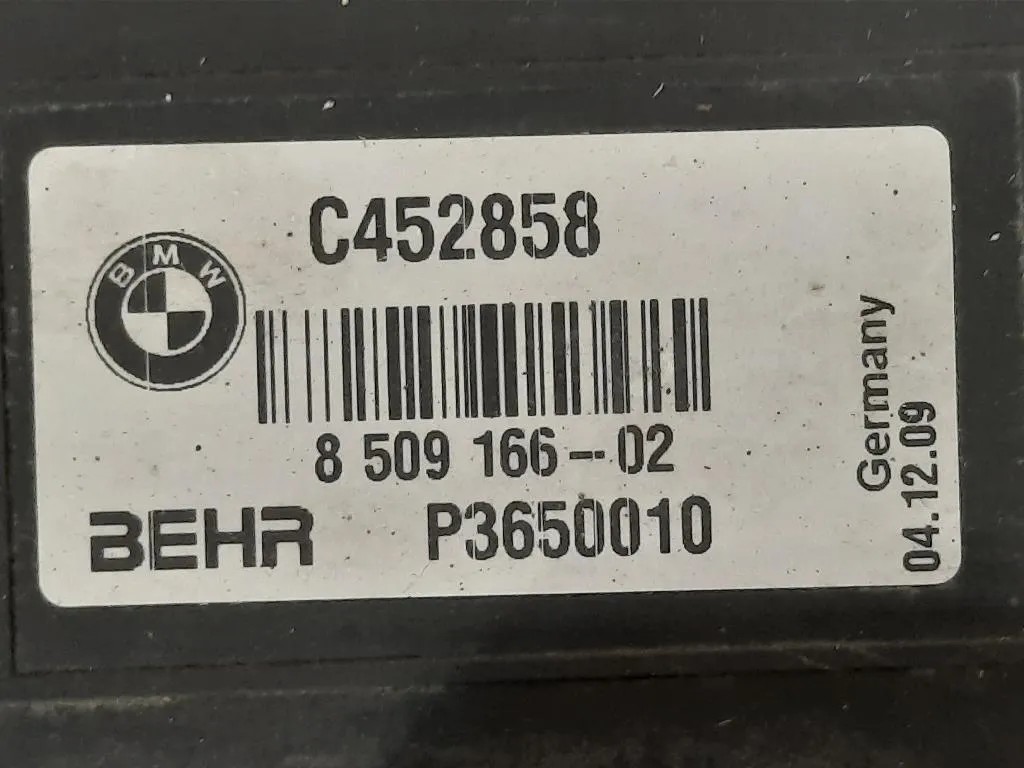 C452858
BMW
8 509 166-02
BEHR P3650010
Germany
04.12.09